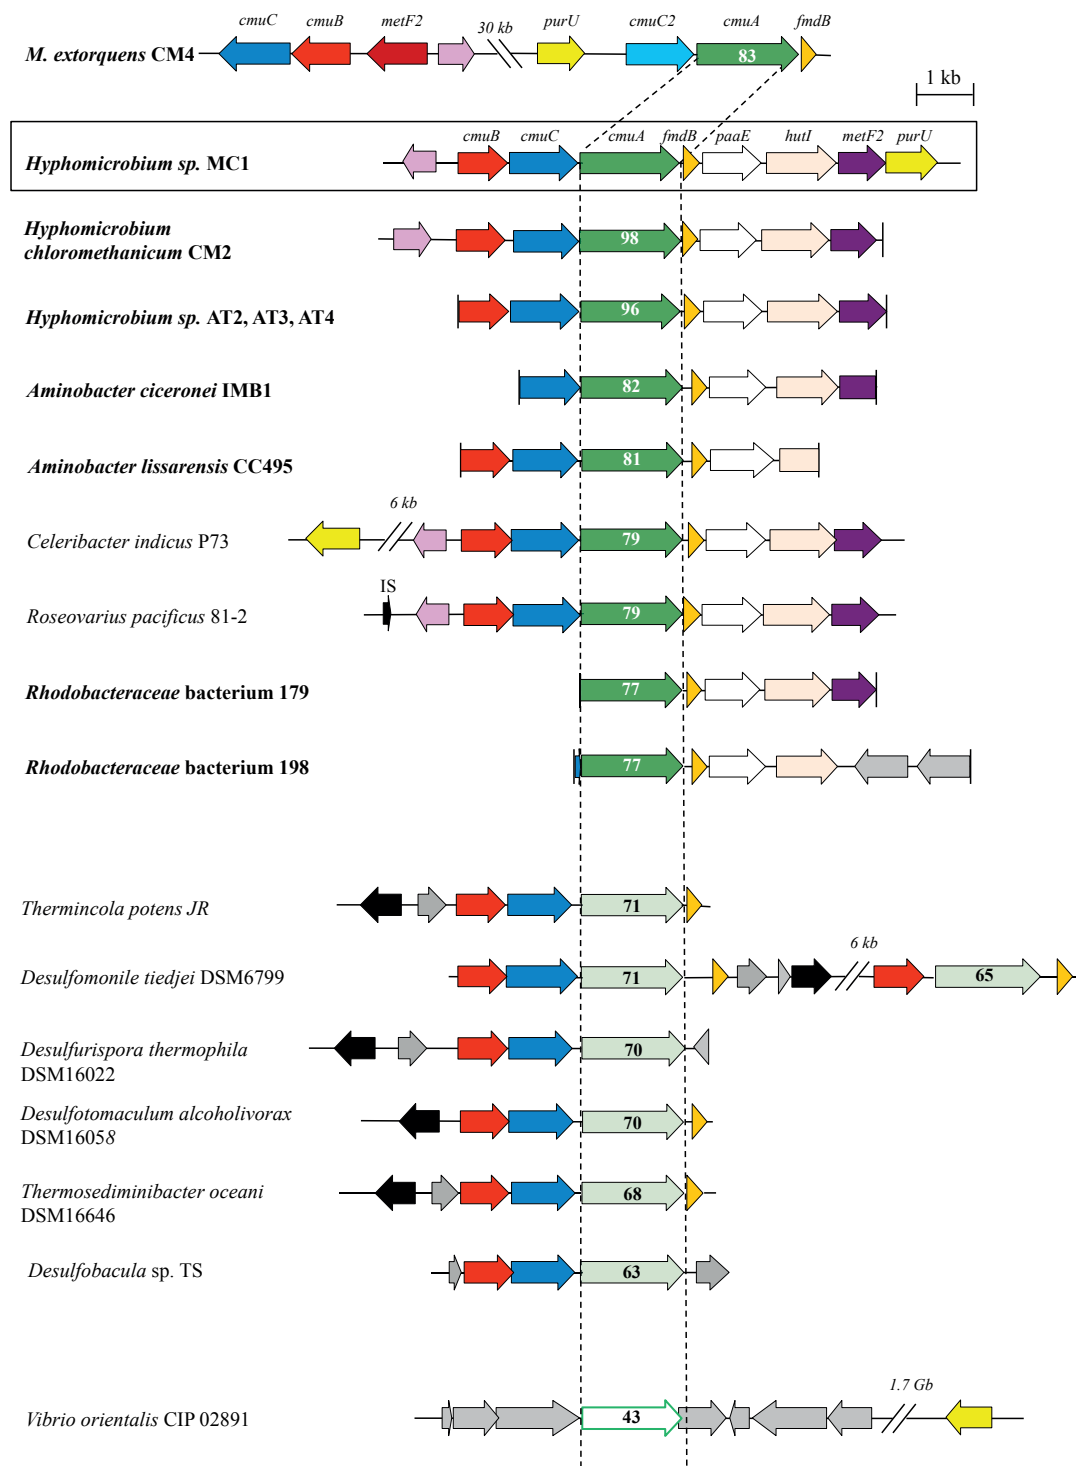 cmuC cmuB metF2 30 kb purU cmuC2 cmuA fmdB
M. extorquens CM4 83
1 kb
cmuB cmuC cmuA fmdB paaE hutI metF2 purU
Hyphomicrobium sp. MC1
Hyphomicrobium
chloromethanicum CM2 98
Hyphomicrobium sp. AT2, AT3, AT4 96
Aminobacter ciceronei IMB1 82
Aminobacter lissarensis CC495 81
6 kb
Celeribacter indicus P73 79
IS
Roseovarius pacificus 81-2 79
Rhodobacteraceae bacterium 179 77
Rhodobacteraceae bacterium 198 77
Thermincola potens JR 71
6 kb
Desulfomonile tiedjei DSM6799 71 65
Desulfurispora thermophila 70
DSM16022
Desulfotomaculum alcoholivorax 70
DSM16058
Thermosediminibacter oceani 68
DSM16646
Desulfobacula sp. TS 63
1.7 Gb
Vibrio orientalis CIP 02891 43